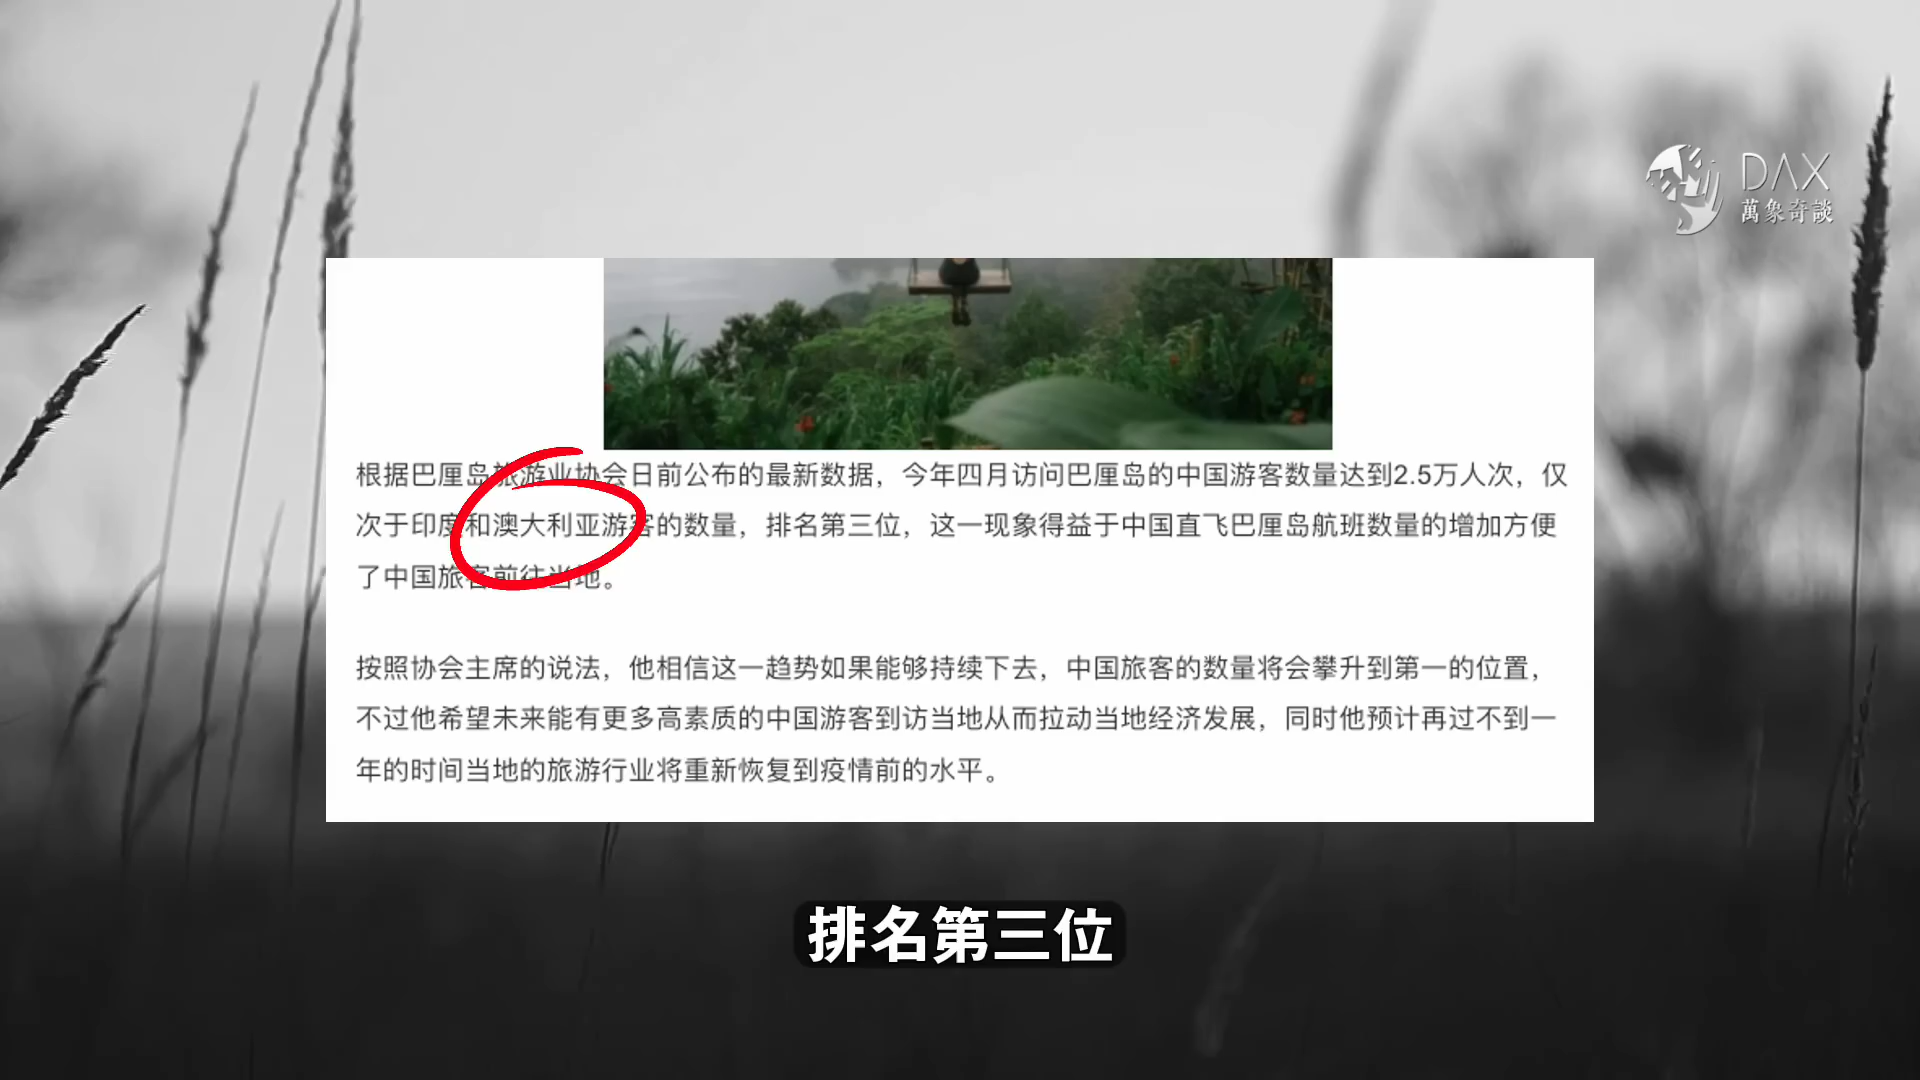 DAX
萬象奇談
根据巴厘岛旅游业协会日前公布的最新数据，今年四月访问巴厘岛的中国游客数量达到2.5万人次，仅
次于印度和澳大利亚游客的数量，排名第三位，这一现象得益于中国直飞巴厘岛航班数量的增加方便
了中国旅客前往当地。
按照协会主席的说法，他相信这一趋势如果能够持续下去，中国旅客的数量将会攀升到第一的位置，
不过他希望未来能有更多高素质的中国游客到访当地从而拉动当地经济发展，同时他预计再过不到一
年的时间当地的旅游行业将重新恢复到疫情前的水平。
排名第三位